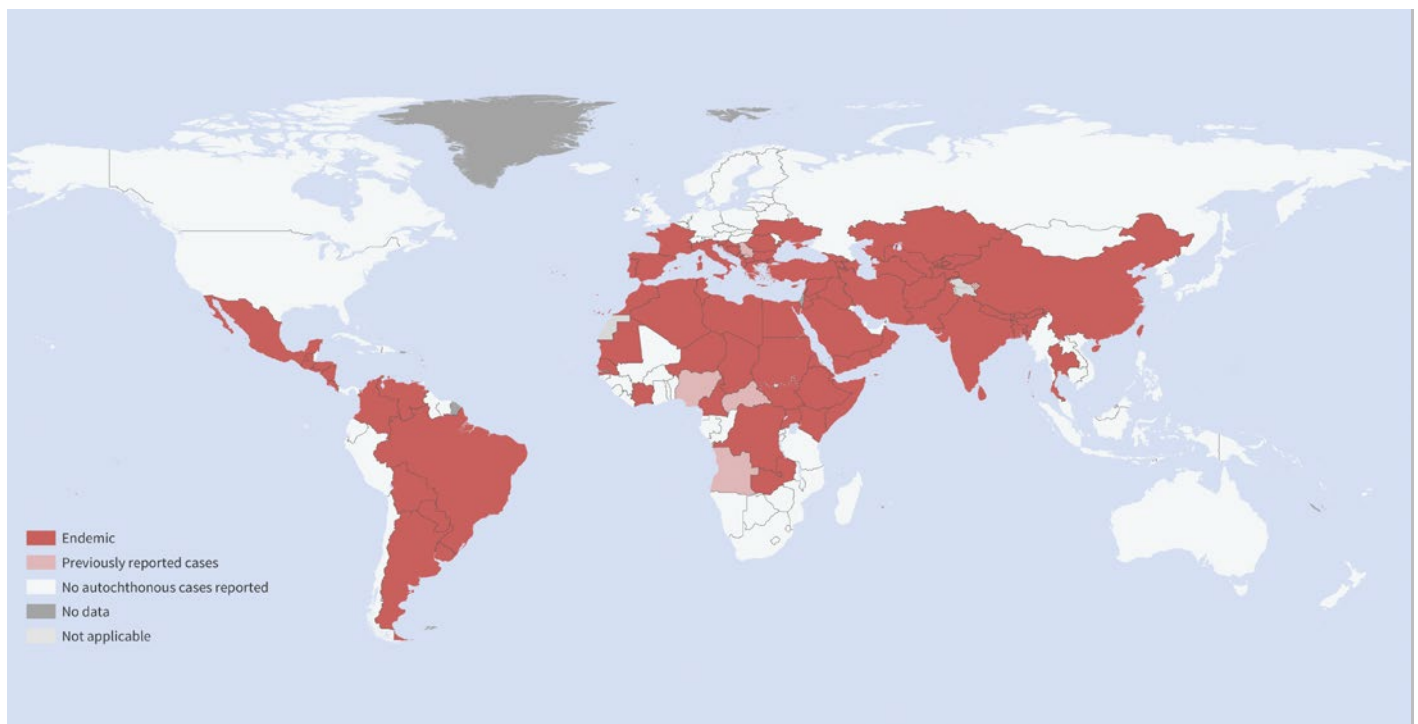 Endemic
Previously reported cases
No autochthonous cases reported
No data
Not applicable